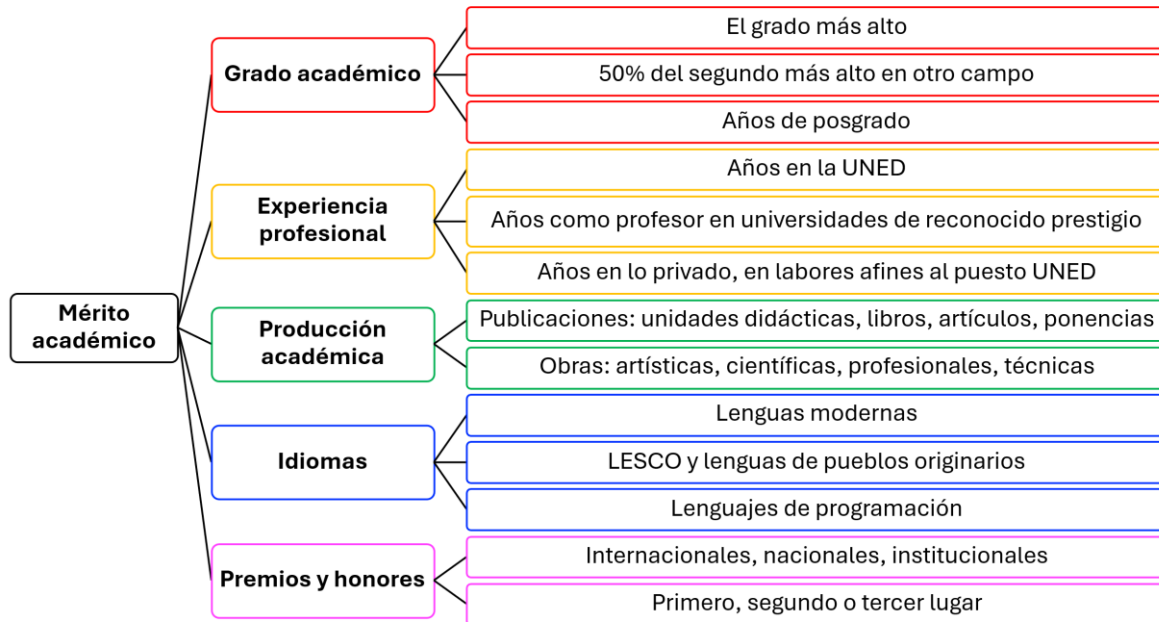 Mérito
académico
Grado académico
El grado más alto
50% del segundo más alto en otro campo
Años de posgrado
Experiencia
profesional
Años en la UNED
Años como profesor en universidades de reconocido prestigio
Años en lo privado, en labores afines al puesto UNED
Producción
académica
Publicaciones: unidades didácticas, libros, artículos, ponencias
Obras: artísticas, científicas, profesionales, técnicas
Idiomas
Lenguas modernas
LESCO y lenguas de pueblos originarios
Lenguajes de programación
Premios y honores
Internacionales, nacionales, institucionales
Primero, segundo o tercer lugar